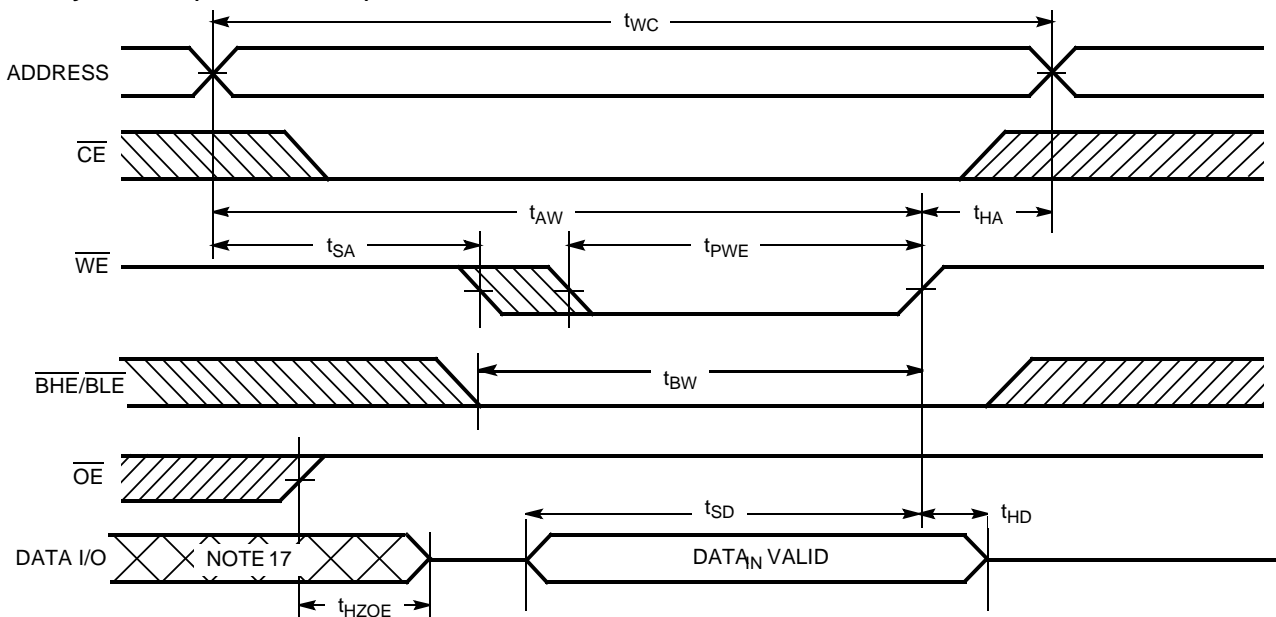 tWC
ADDRESS
CE
tAW
tHA
tSA
tPWE
WE
tBW
BHE/BLE
OE
tSD
tHD
DATA I/O
NOTE 17
DATAIN VALID
tHZOE